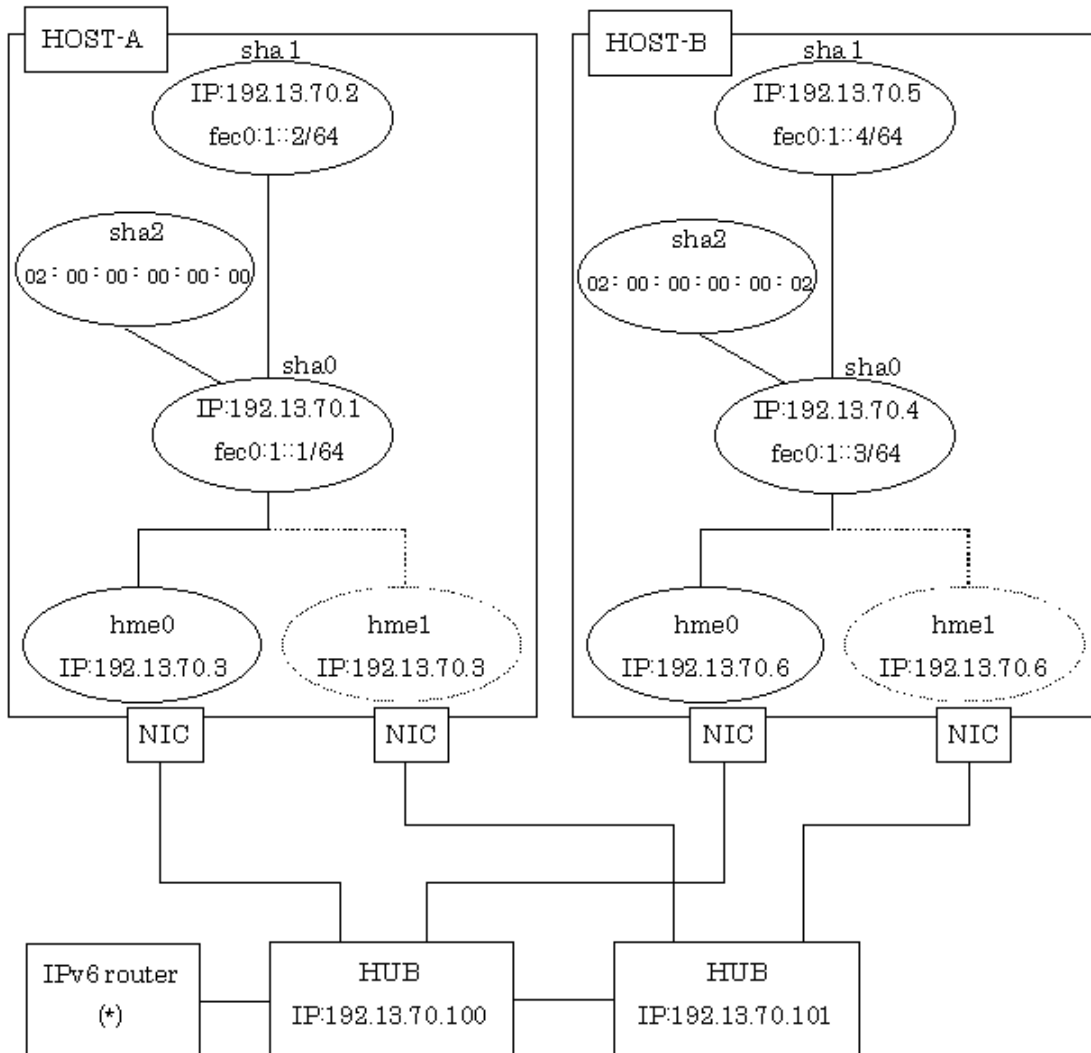 HOST-A
sha1
IP:192.13.70.2
fec0:1::2/64
sha2
02:00:00:00:00:00
sha0
IP:192.13.70.1
fec0:1::1/64
hme0
IP:192.13.70.3
hme1
IP:192.13.70.3
NIC
NIC
HOST-B
sha1
IP:192.13.70.5
fec0:1::4/64
sha2
02:00:00:00:00:02
sha0
IP:192.13.70.4
fec0:1::3/64
hme0
IP:192.13.70.6
hme1
IP:192.13.70.6
NIC
NIC
IPv6 router
(*)
HUB
IP:192.13.70.100
HUB
IP:192.13.70.101